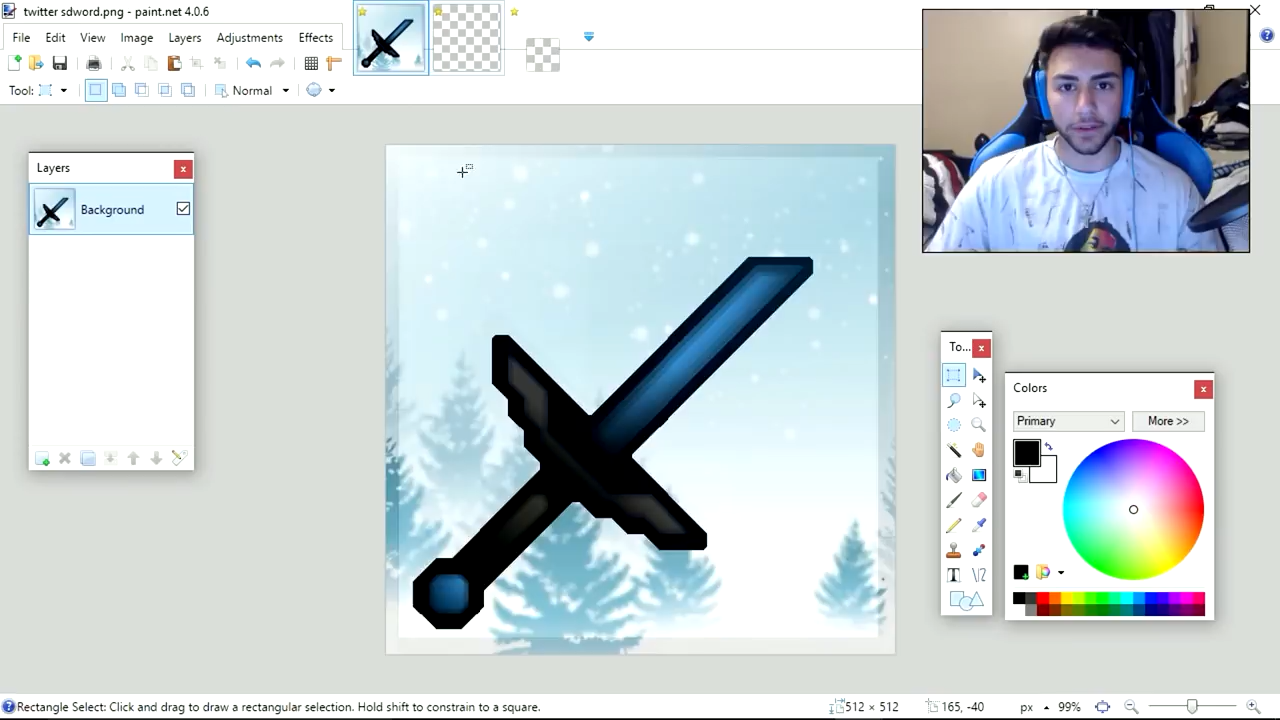 twitter sdword.png - paint.net 4.0.6
File Edit View Image Layers Adjustments Effects
Tool: Normal
Layers
Background
To...
Colors
Primary More >>
Rectangle Select: Click and drag to draw a rectangular selection. Hold shift to constrain to a square. 512 × 512 165, -40 px 99%